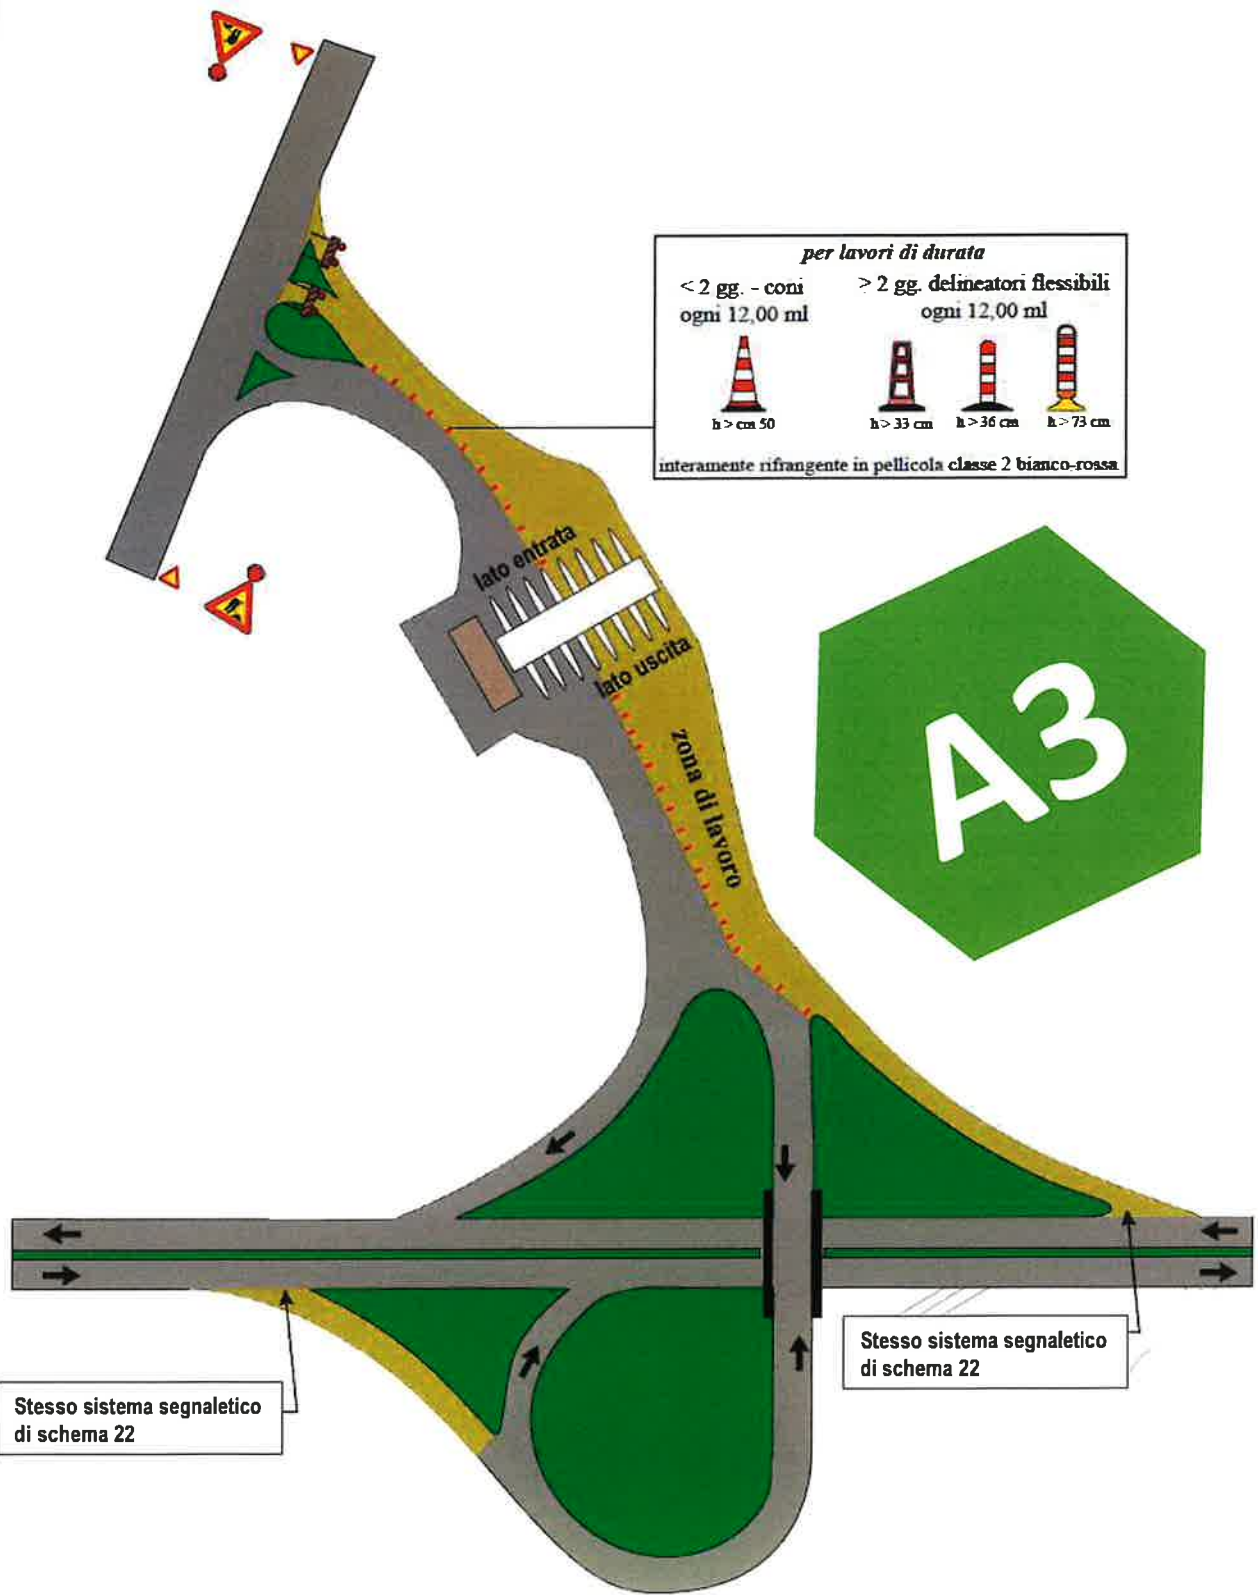 per lavori di durata
< 2 gg. - coni
ogni 12,00 ml
> 2 gg. delineatori flessibili
ogni 12,00 ml
h > cm 50
h > 33 cm
h > 36 cm
h > 73 cm
interamente rifrangente in pellicola classe 2 bianco-rossa
lato entrata
lato uscita
zona di lavoro
A3
Stesso sistema segnaletico
di schema 22
Stesso sistema segnaletico
di schema 22